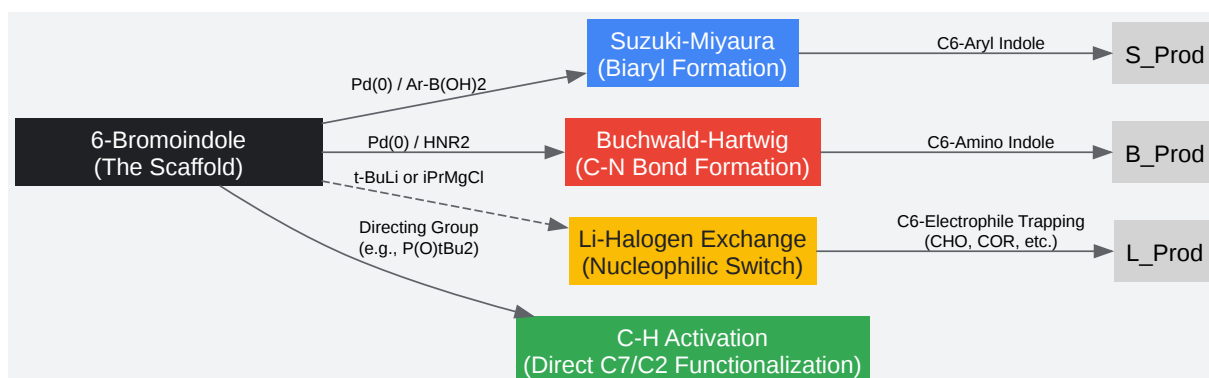 6-Bromoindole
(The Scaffold)
Pd(0) / Ar-B(OH)2
Suzuki-Miyaura
(Biaryl Formation)
C6-Aryl Indole
S_Prod
Pd(0) / HNR2
Buchwald-Hartwig
(C-N Bond Formation)
C6-Amino Indole
B_Prod
t-BuLi or iPrMgCl
Li-Halogen Exchange
(Nucleophilic Switch)
C6-Electrophile Trapping
(CHO, COR, etc.)
L_Prod
Directing Group
(e.g., P(O)tBu2)
C-H Activation
(Direct C7/C2 Functionalization)